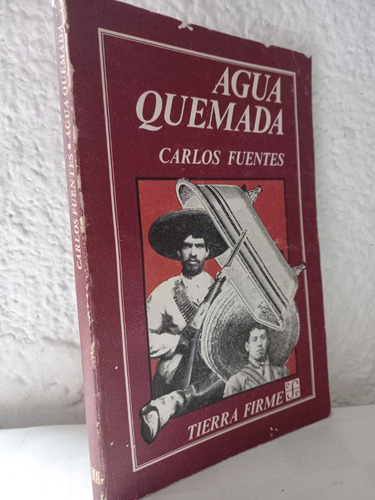 AGUA
QUEMADA
CARLOS FUENTES
TIERRA FIRME
CARLOS FUENTES • AGUA QUEMADA